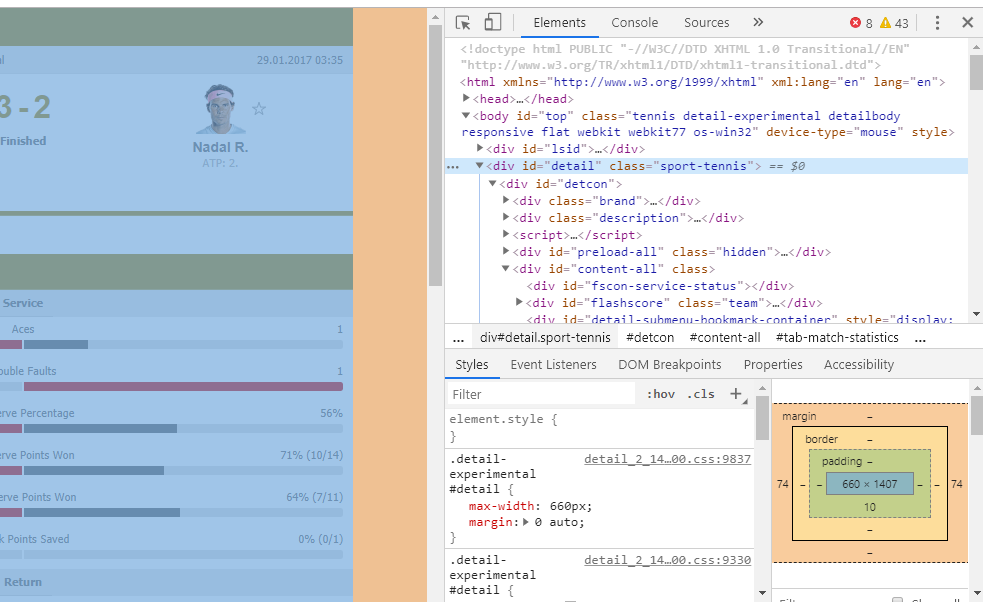 29.01.2017 03:35
3 - 2
Finished
Nadal R.
ATP: 2.
Service
Aces 1
ouble Faults 1
erve Percentage 56%
erve Points Won 71% (10/14)
erve Points Won 64% (7/11)
k Points Saved 0% (0/1)
Return
Elements Console Sources » 8 43
<!doctype html PUBLIC "-//W3C//DTD XHTML 1.0 Transitional//EN"
"http://www.w3.org/TR/xhtml1/DTD/xhtml1-transitional.dtd">
<html xmlns="http://www.w3.org/1999/xhtml" xml:lang="en" lang="en">
<head>…</head>
<body id="top" class="tennis detail-experimental detailbody
responsive flat webkit webkit77 os-win32" device-type="mouse" style>
<div id="lsid">…</div>
... <div id="detail" class="sport-tennis"> == $0
<div id="detcon">
<div class="brand">…</div>
<div class="description">…</div>
<script>…</script>
<div id="preload-all" class="hidden">…</div>
<div id="content-all" class>
<div id="fscon-service-status"></div>
<div id="flashscore" class="team">…</div>
<div id="detail-submenu-bookmark-container" style="display:
... div#detail.sport-tennis #detcon #content-all #tab-match-statistics ...
Styles Event Listeners DOM Breakpoints Properties Accessibility
Filter :hov .cls +
element.style {
}
.detail- detail_2_14…00.css:9837
experimental
#detail {
max-width: 660px;
margin: 0 auto;
}
.detail- detail_2_14…00.css:9330
experimental
#detail {
margin –
border –
padding –
74 – – 660 × 1407 – – 74
10
–
–